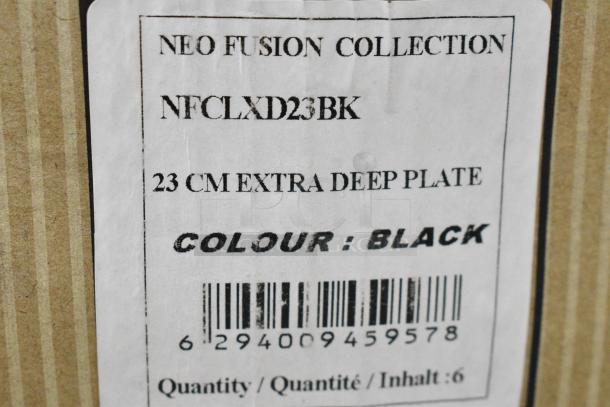 NEO FUSION COLLECTION
NFCLXD23BK
23 CM EXTRA DEEP PLATE
COLOUR : BLACK
6 294009 459578
Quantity / Quantité / Inhalt :6